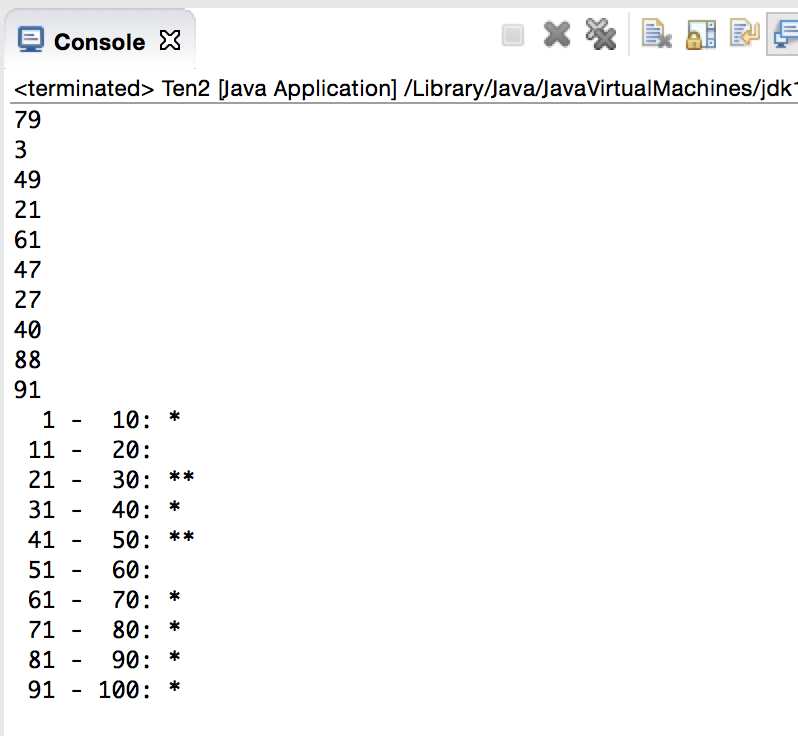 Console
<terminated> Ten2 [Java Application] /Library/Java/JavaVirtualMachines/jdk1
79
3
49
21
61
47
27
40
88
91
  1 -  10: *
 11 -  20:
 21 -  30: **
 31 -  40: *
 41 -  50: **
 51 -  60:
 61 -  70: *
 71 -  80: *
 81 -  90: *
 91 - 100: *